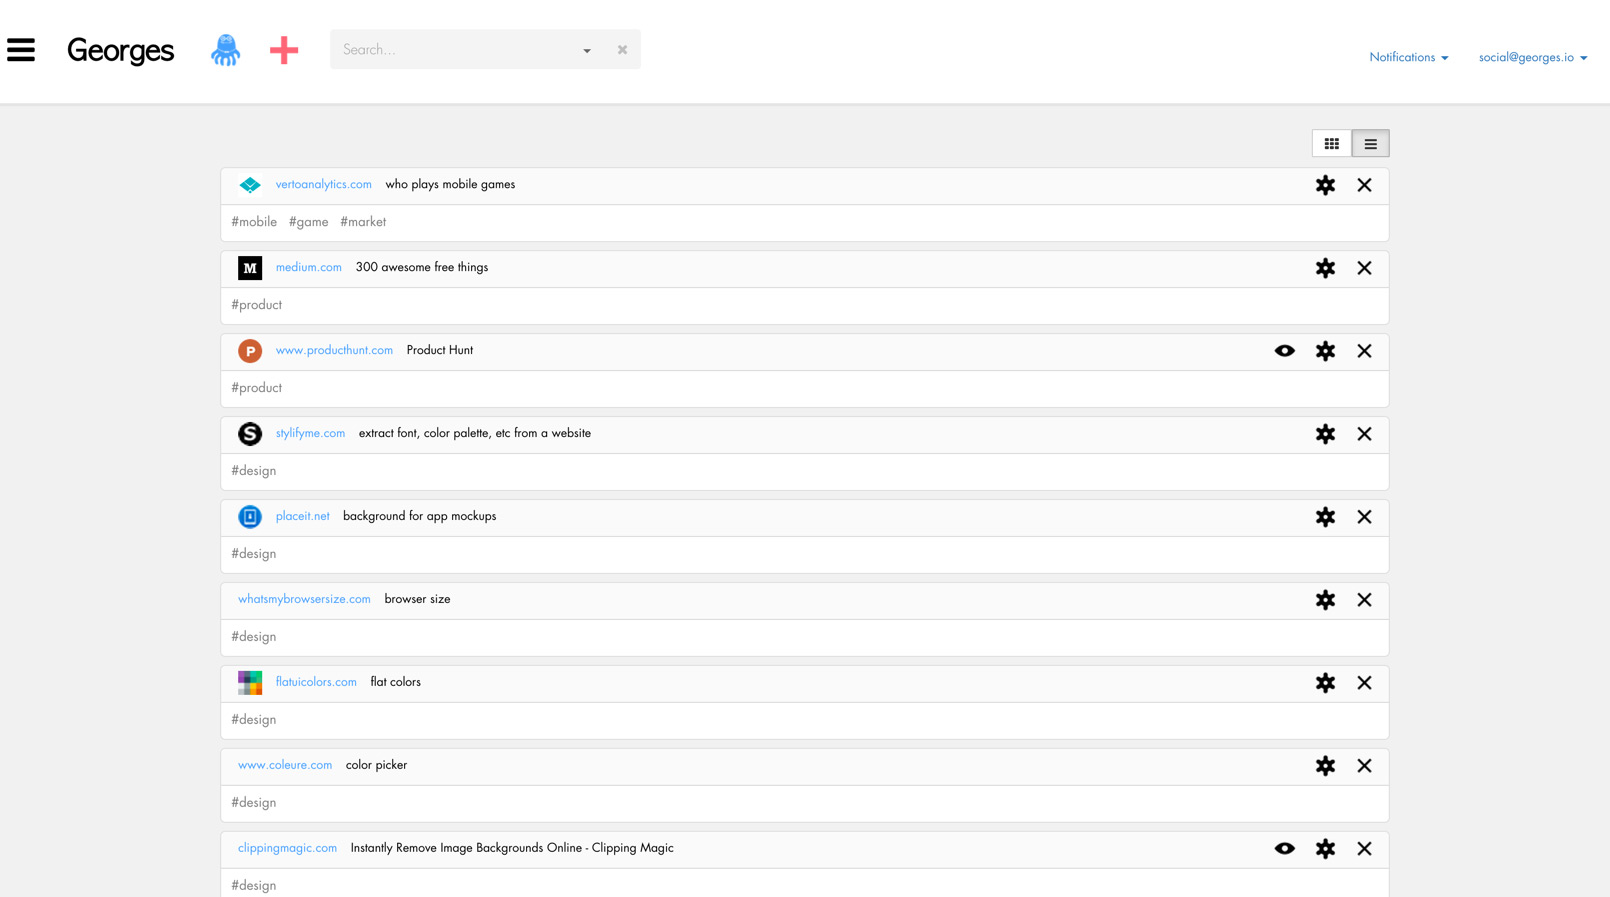 Georges
Search...
Notifications
social@georges.io
vertoanalytics.com who plays mobile games
#mobile #game #market
M medium.com 300 awesome free things
#product
P www.producthunt.com Product Hunt
#product
S stylifyme.com extract font, color palette, etc from a website
#design
placeit.net background for app mockups
#design
whatsmybrowsersize.com browser size
#design
flatuicolors.com flat colors
#design
www.coleure.com color picker
#design
clippingmagic.com Instantly Remove Image Backgrounds Online - Clipping Magic
#design